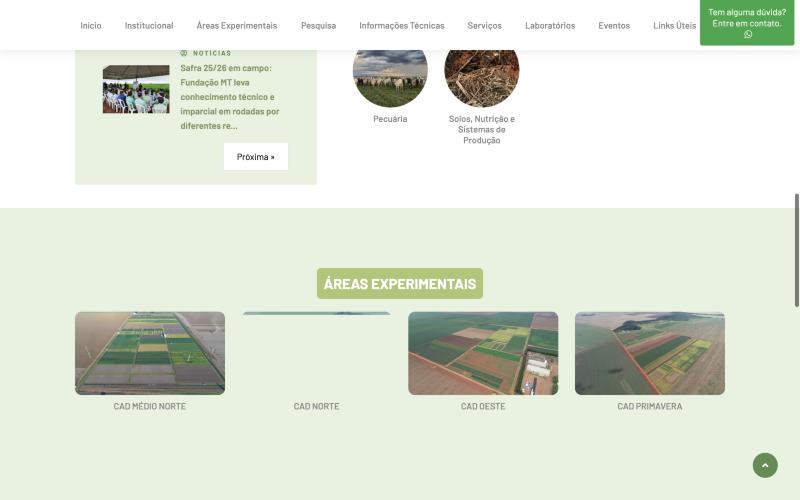 Início Institucional Áreas Experimentais Pesquisa Informações Técnicas Serviços Laboratórios Eventos Links Úteis
Tem alguma dúvida?
Entre em contato.
NOTÍCIAS
Safra 25/26 em campo:
Fundação MT leva
conhecimento técnico e
imparcial em rodadas por
diferentes re...
Próxima »
Pecuária
Solos, Nutrição e
Sistemas de
Produção
ÁREAS EXPERIMENTAIS
CAD MÉDIO NORTE
CAD NORTE
CAD OESTE
CAD PRIMAVERA